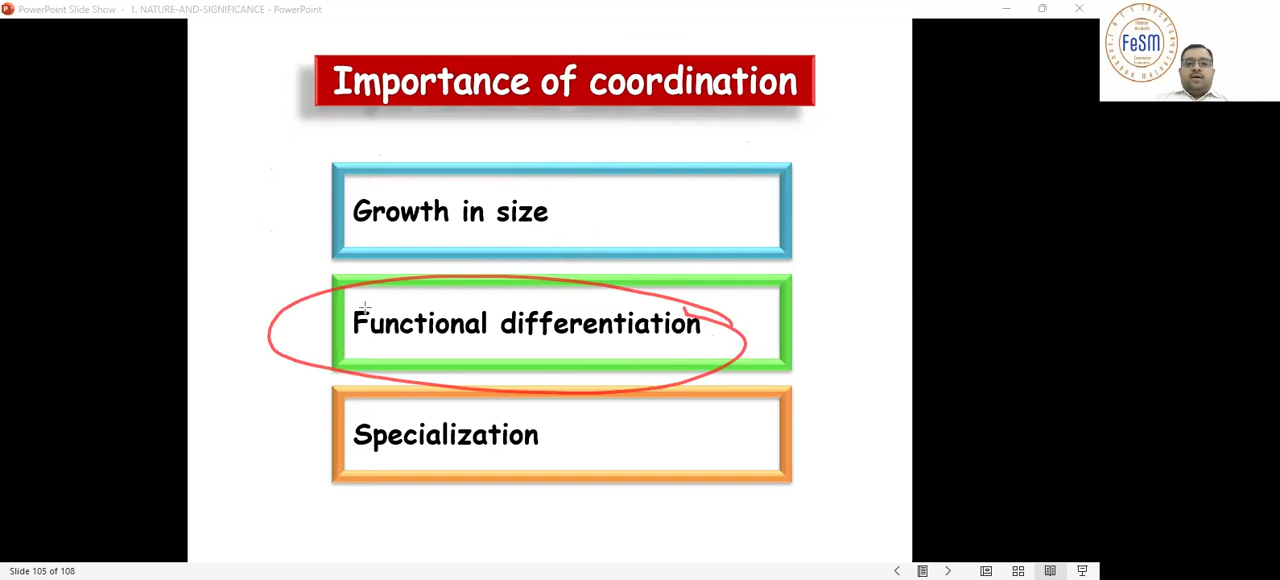 PowerPoint Slide Show - 1. NATURE-AND-SIGNIFICANCE - PowerPoint
FeSM
Importance of coordination
Growth in size
Functional differentiation
Specialization
Slide 105 of 108